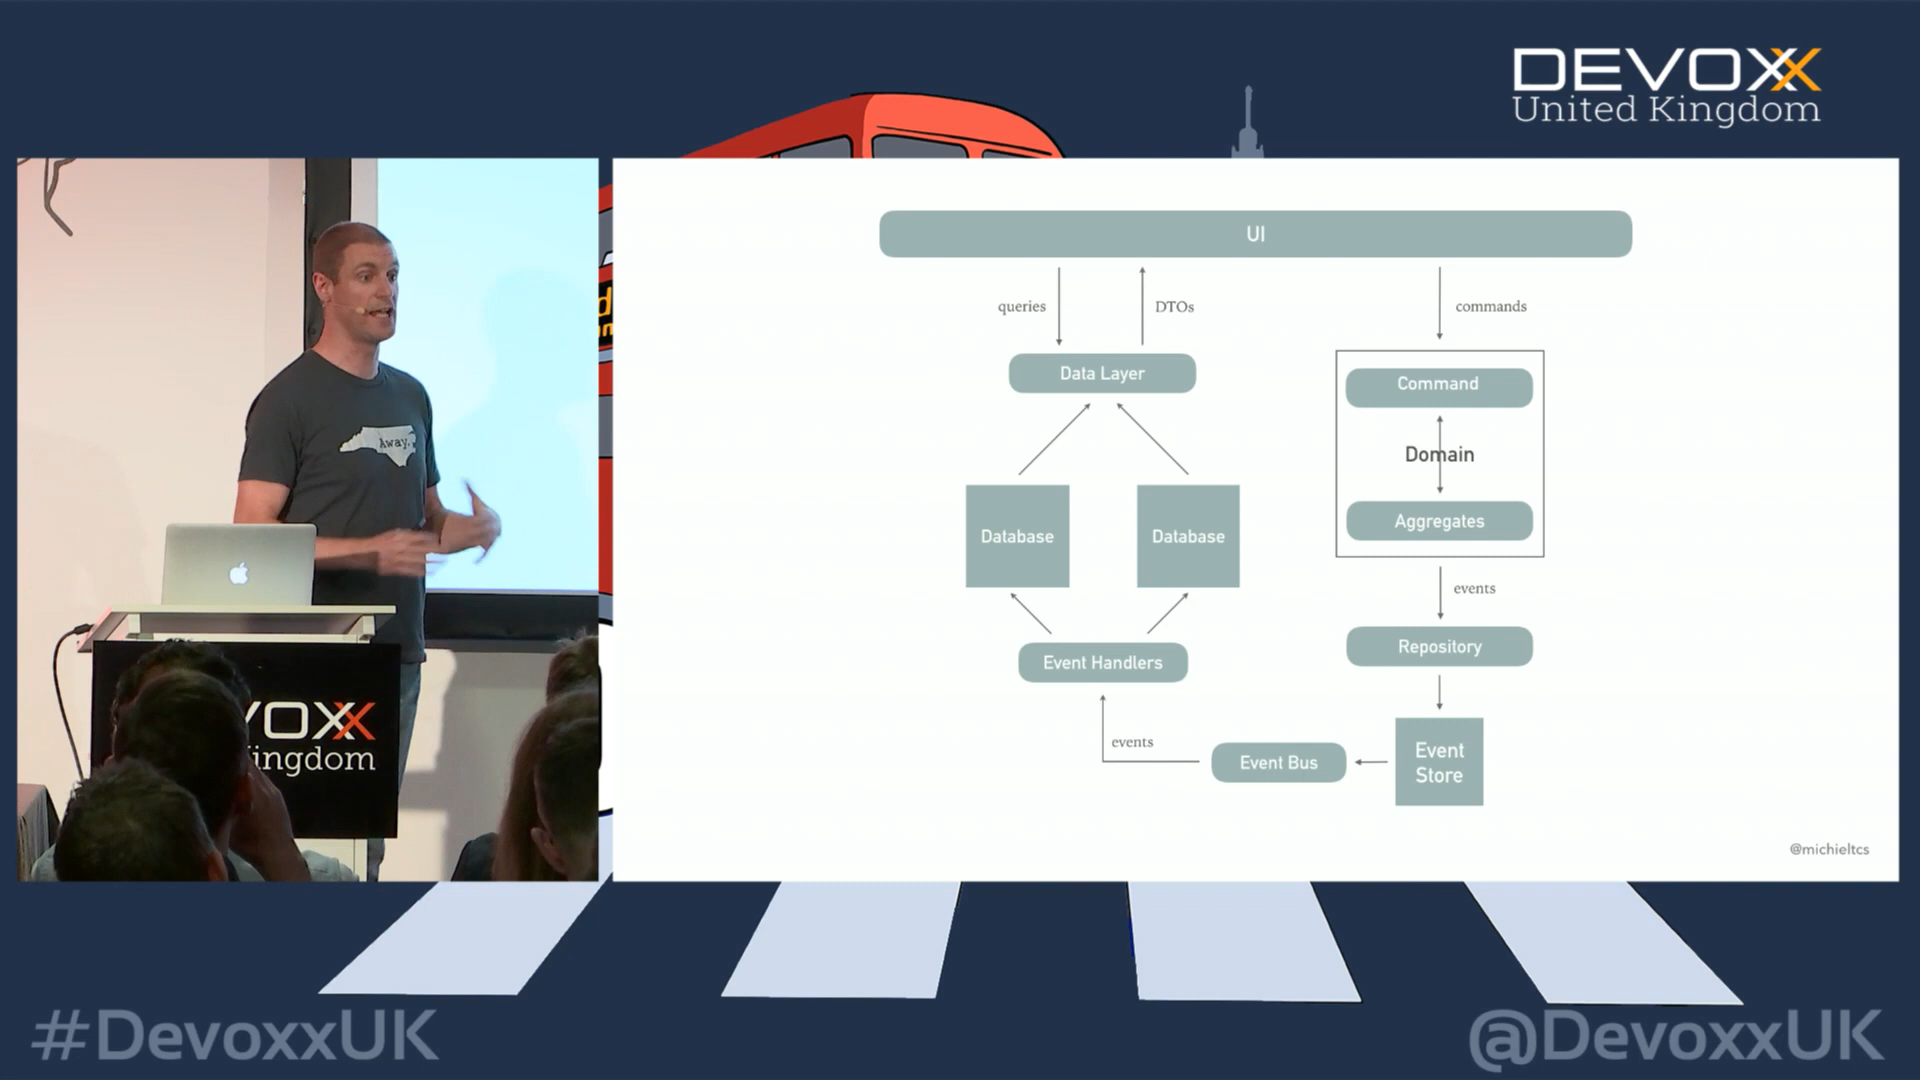 DEVOXX
United Kingdom
UI
queries
DTOs
commands
Data Layer
Command
Domain
Aggregates
Database
Database
events
Event Handlers
Repository
events
Event Bus
Event
Store
@michieltcs
Away.
VOXX
ingdom
#DevoxxUK
@DevoxxUK